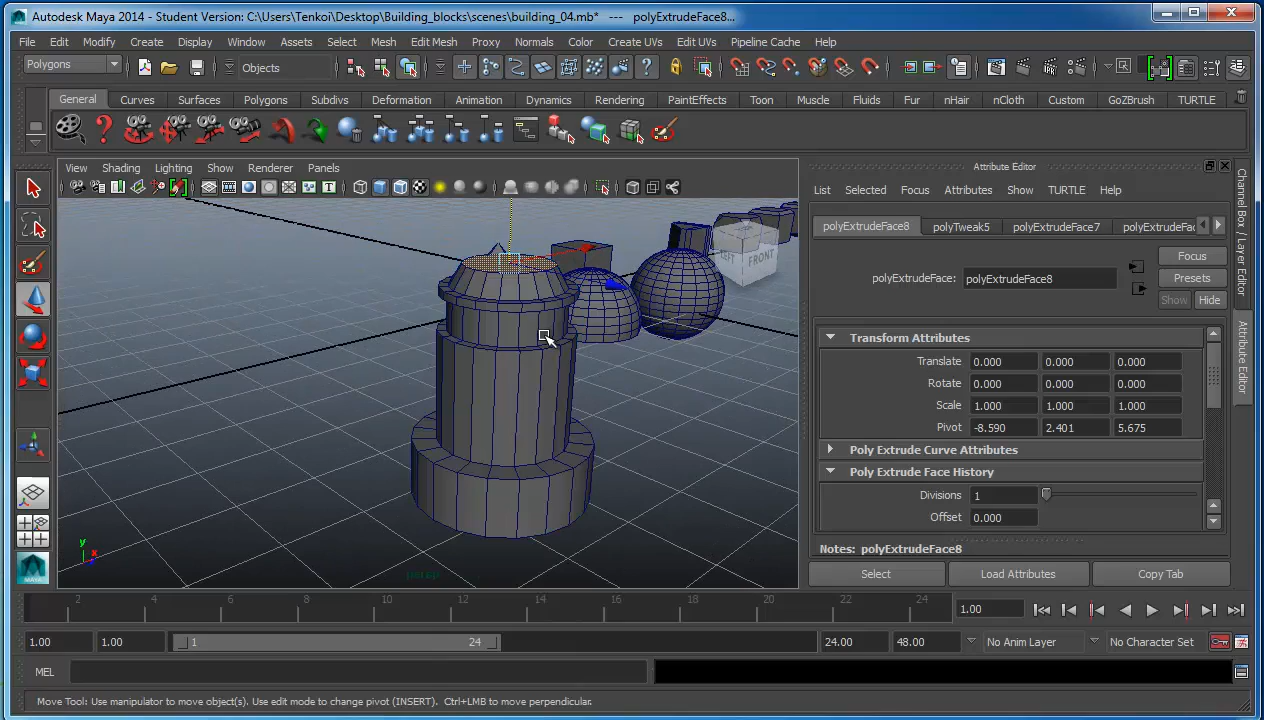 Autodesk Maya 2014 - Student Version: C:\Users\Tenkoi\Desktop\Building_blocks\scenes\building_04.mb* --- polyExtrudeFace8...
File Edit Modify Create Display Window Assets Select Mesh Edit Mesh Proxy Normals Color Create UVs Edit UVs Pipeline Cache Help
Polygons Objects
General Curves Surfaces Polygons Subdivs Deformation Animation Dynamics Rendering PaintEffects Toon Muscle Fluids Fur nHair nCloth Custom GoZBrush TURTLE
View Shading Lighting Show Renderer Panels
Attribute Editor
List Selected Focus Attributes Show TURTLE Help
polyExtrudeFace8 polyTweak5 polyExtrudeFace7 polyExtrudeFac
Focus
polyExtrudeFace: polyExtrudeFace8 Presets
Show Hide
Transform Attributes
Translate 0.000 0.000 0.000
Rotate 0.000 0.000 0.000
Scale 1.000 1.000 1.000
Pivot -8.590 2.401 5.675
Poly Extrude Curve Attributes
Poly Extrude Face History
Divisions 1
Offset 0.000
Notes: polyExtrudeFace8
Select Load Attributes Copy Tab
Channel Box / Layer Editor
Attribute Editor
LEFT FRONT
y
x
persp
MAYA
2 4 6 8 10 12 14 16 18 20 22 24 1.00
1.00 1.00 1 24 24.00 48.00 No Anim Layer No Character Set
MEL
Move Tool: Use manipulator to move object(s). Use edit mode to change pivot (INSERT). Ctrl+LMB to move perpendicular.